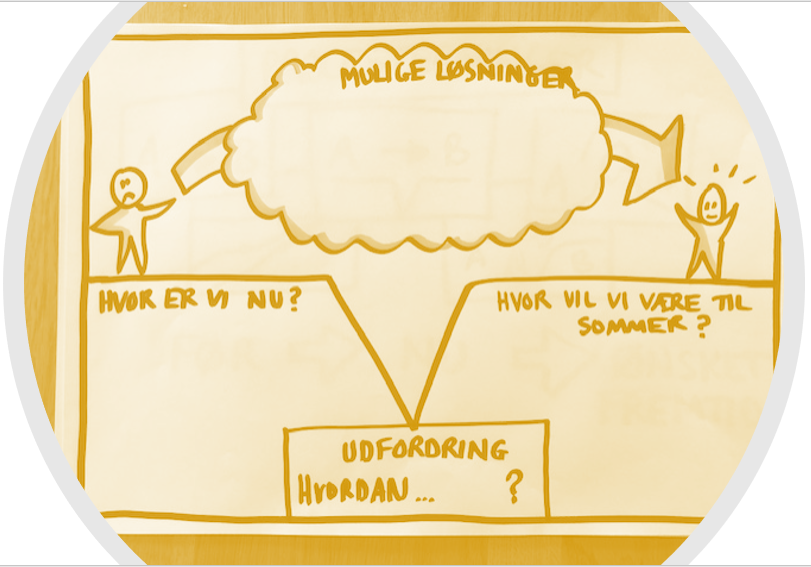 MULIGE LØSNINGER
HVOR ER VI NU?
HVOR VIL VI VÆRE TIL
SOMMER?
UDFORDRING
HVORDAN... ?